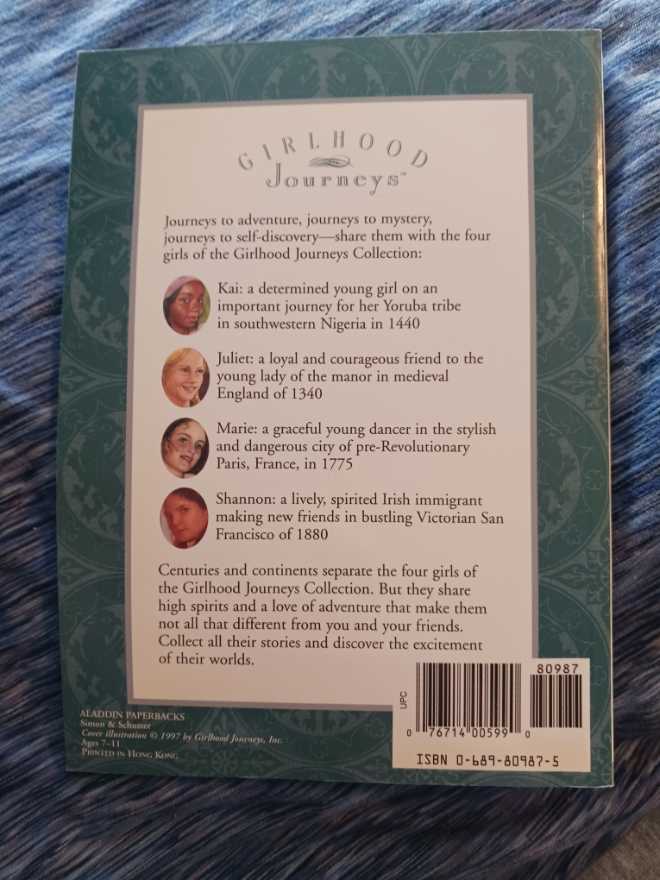 GIRLHOOD
Journeys™
Journeys to adventure, journeys to mystery,
journeys to self-discovery—share them with the four
girls of the Girlhood Journeys Collection:
Kai: a determined young girl on an
important journey for her Yoruba tribe
in southwestern Nigeria in 1440
Juliet: a loyal and courageous friend to the
young lady of the manor in medieval
England of 1340
Marie: a graceful young dancer in the stylish
and dangerous city of pre-Revolutionary
Paris, France, in 1775
Shannon: a lively, spirited Irish immigrant
making new friends in bustling Victorian San
Francisco of 1880
Centuries and continents separate the four girls of
the Girlhood Journeys Collection. But they share
high spirits and a love of adventure that make them
not all that different from you and your friends.
Collect all their stories and discover the excitement
of their worlds.
ALADDIN PAPERBACKS
Simon & Schuster
Cover illustration © 1997 by Girlhood Journeys, Inc.
Ages 7–11
PRINTED IN HONG KONG
UPC
80987
0 76714 00599 0
ISBN 0-689-80987-5